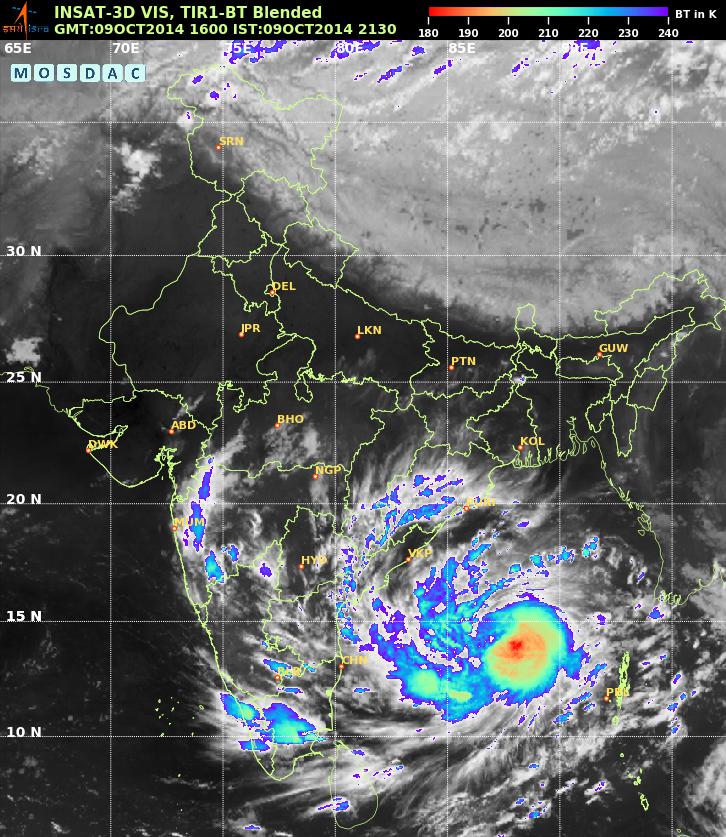 INSAT-3D VIS, TIR1-BT Blended
GMT:09OCT2014 1600 IST:09OCT2014 2130
BT in K
180 190 200 210 220 230 240
65E 70E 75E 80E 85E
MOSDAC
SRN
30 N
DEL
JPR LKN GUW
PTN
25 N
ABD BHO
DWK KOL
NGP
20 N
MUM
VKP
HYD
15 N
CHN
PBL
10 N